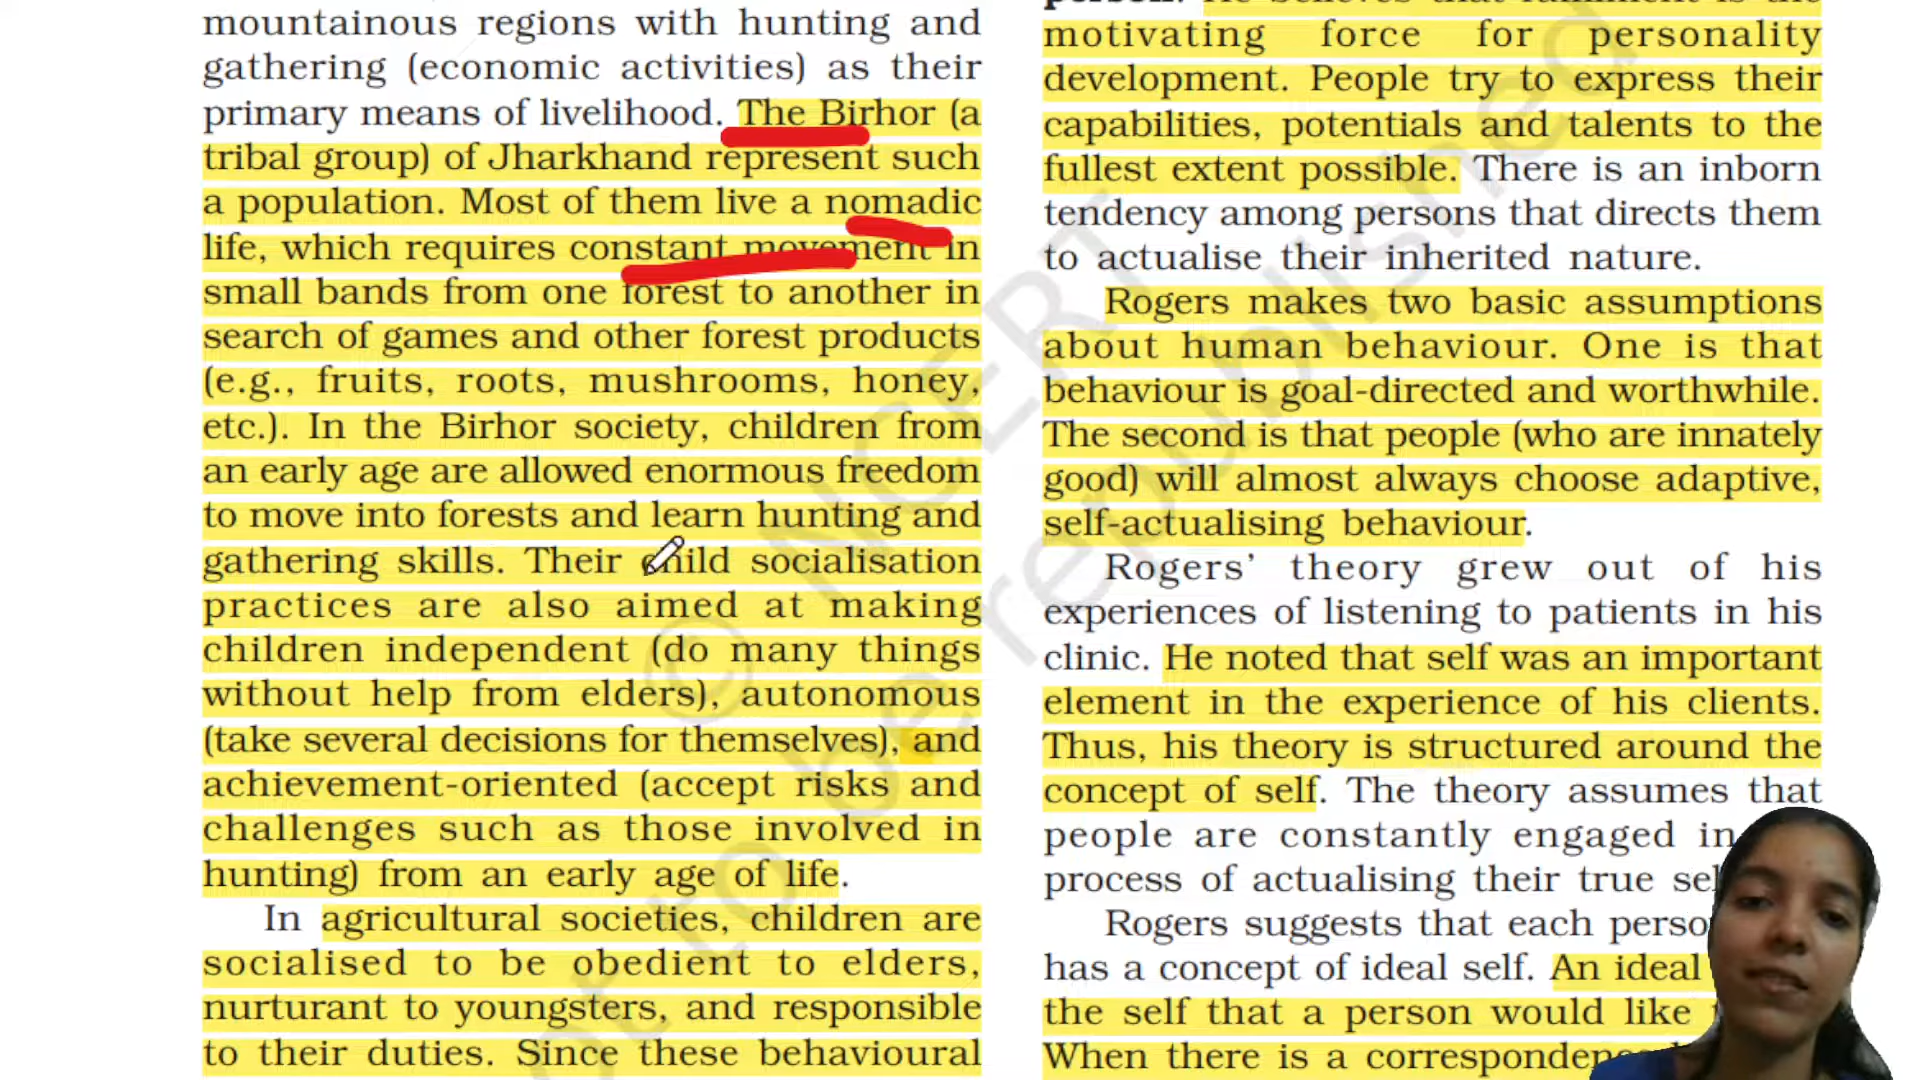 mountainous regions with hunting and
gathering (economic activities) as their
primary means of livelihood. The Birhor (a
tribal group) of Jharkhand represent such
a population. Most of them live a nomadic
life, which requires constant movement in
small bands from one forest to another in
search of games and other forest products
(e.g., fruits, roots, mushrooms, honey,
etc.). In the Birhor society, children from
an early age are allowed enormous freedom
to move into forests and learn hunting and
gathering skills. Their child socialisation
practices are also aimed at making
children independent (do many things
without help from elders), autonomous
(take several decisions for themselves), and
achievement-oriented (accept risks and
challenges such as those involved in
hunting) from an early age of life.
In agricultural societies, children are
socialised to be obedient to elders,
nurturant to youngsters, and responsible
to their duties. Since these behavioural
person. He believes that fulfilment is the
motivating force for personality
development. People try to express their
capabilities, potentials and talents to the
fullest extent possible. There is an inborn
tendency among persons that directs them
to actualise their inherited nature.
Rogers makes two basic assumptions
about human behaviour. One is that
behaviour is goal-directed and worthwhile.
The second is that people (who are innately
good) will almost always choose adaptive,
self-actualising behaviour.
Rogers' theory grew out of his
experiences of listening to patients in his
clinic. He noted that self was an important
element in the experience of his clients.
Thus, his theory is structured around the
concept of self. The theory assumes that
people are constantly engaged in
process of actualising their true
Rogers suggests that each
has a concept of ideal self. An ideal
the self that a person would like
When there is a
© NCERT
not to be republished